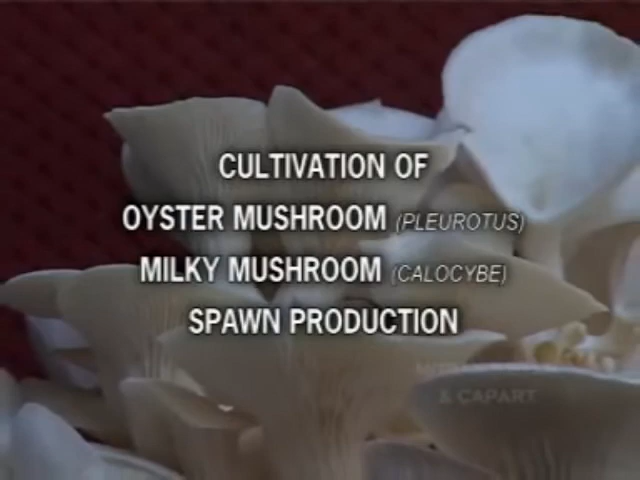 CULTIVATION OF
OYSTER MUSHROOM (PLEUROTUS)
MILKY MUSHROOM (CALOCYBE)
SPAWN PRODUCTION
& CAPART